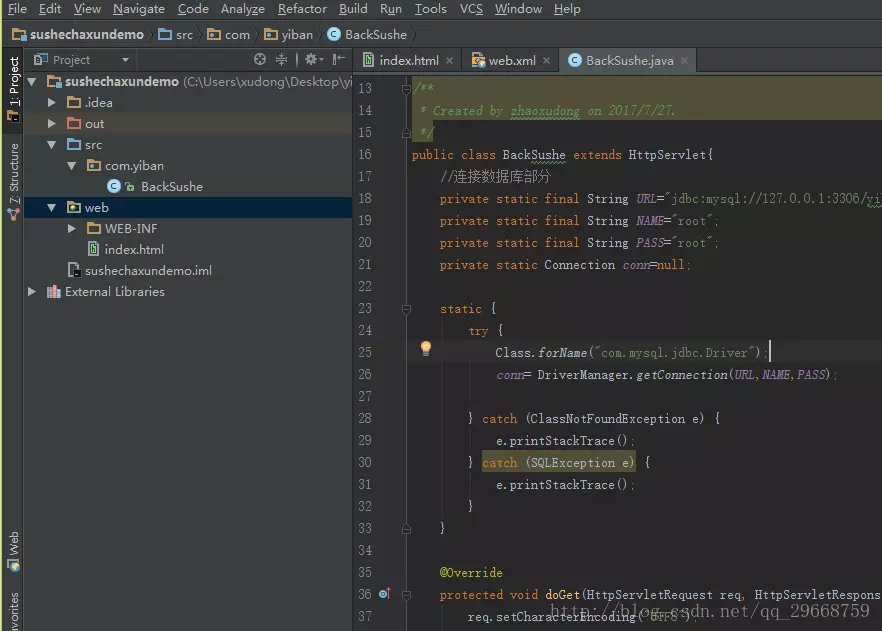 File Edit View Navigate Code Analyze Refactor Build Run Tools VCS Window Help
sushechaxundemo src com yiban BackSushe
Project
index.html web.xml BackSushe.java
1: Project
Z: Structure
Web
sushechaxundemo (C:\Users\xudong\Desktop\yi
.idea
out
src
com.yiban
BackSushe
web
WEB-INF
index.html
sushechaxundemo.iml
External Libraries
13 /**
14 * Created by zhaoxudong on 2017/7/27.
15 */
16 public class BackSushe extends HttpServlet{
17 //连接数据库部分
18 private static final String URL="jdbc:mysql://127.0.0.1:3306/yi
19 private static final String NAME="root";
20 private static final String PASS="root";
21 private static Connection conn=null;
22
23 static {
24 try {
25 Class.forName("com.mysql.jdbc.Driver");
26 conn= DriverManager.getConnection(URL,NAME,PASS);
27
28 } catch (ClassNotFoundException e) {
29 e.printStackTrace();
30 } catch (SQLException e) {
31 e.printStackTrace();
32 }
33 }
34
35 @Override
36 protected void doGet(HttpServletRequest req, HttpServletRespons
37 req.setCharacterEncoding(
http://blog.csdn.net/qq_29668759